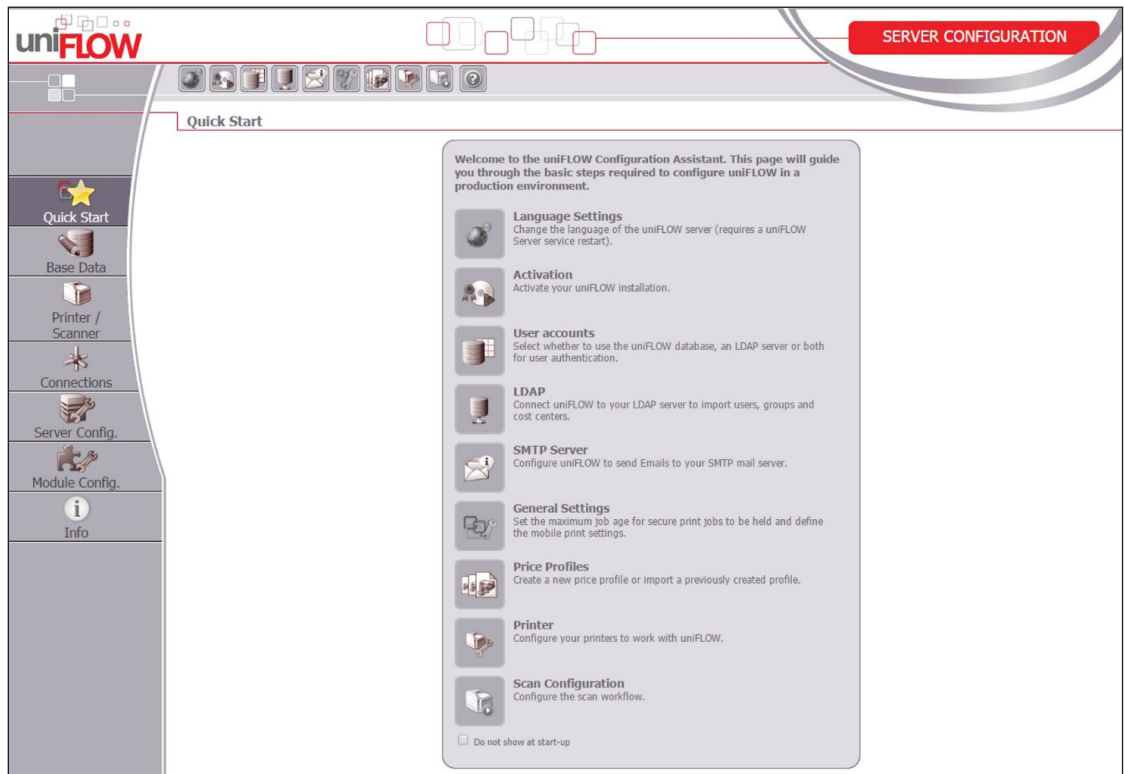 uniFLOW
SERVER CONFIGURATION
Quick Start
Welcome to the uniFLOW Configuration Assistant. This page will guide
you through the basic steps required to configure uniFLOW in a
production environment.
Language Settings
Change the language of the uniFLOW server (requires a uniFLOW
Server service restart).
Activation
Activate your uniFLOW installation.
User accounts
Select whether to use the uniFLOW database, an LDAP server or both
for user authentication.
LDAP
Connect uniFLOW to your LDAP server to import users, groups and
cost centers.
SMTP Server
Configure uniFLOW to send Emails to your SMTP mail server.
General Settings
Set the maximum job age for secure print jobs to be held and define
the mobile print settings.
Price Profiles
Create a new price profile or import a previously created profile.
Printer
Configure your printers to work with uniFLOW.
Scan Configuration
Configure the scan workflow.
Do not show at start-up
Quick Start
Base Data
Printer /
Scanner
Connections
Server Config.
Module Config.
Info